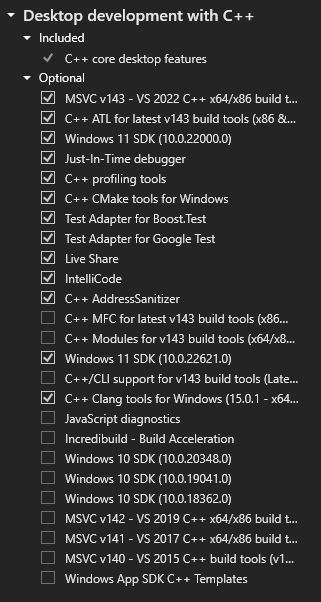 Desktop development with C++
Included
C++ core desktop features
Optional
MSVC v143 - VS 2022 C++ x64/x86 build t...
C++ ATL for latest v143 build tools (x86 &...
Windows 11 SDK (10.0.22000.0)
Just-In-Time debugger
C++ profiling tools
C++ CMake tools for Windows
Test Adapter for Boost.Test
Test Adapter for Google Test
Live Share
IntelliCode
C++ AddressSanitizer
C++ MFC for latest v143 build tools (x86...
C++ Modules for v143 build tools (x64/x8...
Windows 11 SDK (10.0.22621.0)
C++/CLI support for v143 build tools (Late...
C++ Clang tools for Windows (15.0.1 - x64...
JavaScript diagnostics
Incredibuild - Build Acceleration
Windows 10 SDK (10.0.20348.0)
Windows 10 SDK (10.0.19041.0)
Windows 10 SDK (10.0.18362.0)
MSVC v142 - VS 2019 C++ x64/x86 build t...
MSVC v141 - VS 2017 C++ x64/x86 build t...
MSVC v140 - VS 2015 C++ build tools (v1...
Windows App SDK C++ Templates